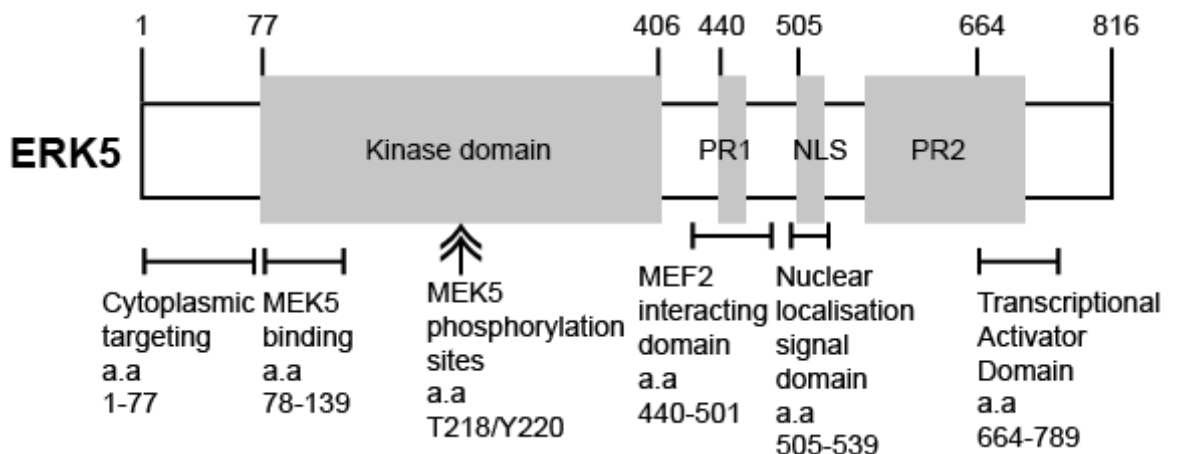 1 77 406 440 505 664 816
ERK5
Kinase domain
PR1
NLS
PR2
Cytoplasmic
targeting
a.a
1-77
MEK5
binding
a.a
78-139
MEK5
phosphorylation
sites
a.a
T218/Y220
MEF2
interacting
domain
a.a
440-501
Nuclear
localisation
signal
domain
a.a
505-539
Transcriptional
Activator
Domain
a.a
664-789